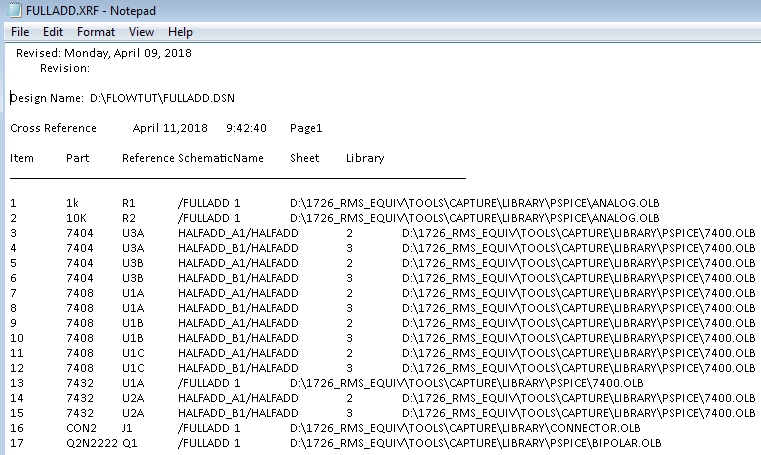 FULLADD.XRF - Notepad
File Edit Format View Help
Revised: Monday, April 09, 2018
Revision:
Design Name: D:\FLOWTUT\FULLADD.DSN
Cross Reference April 11,2018 9:42:40 Page1
Item Part Reference SchematicName Sheet Library
1 1k R1 /FULLADD 1 D:\1726_RMS_EQUIV\TOOLS\CAPTURE\LIBRARY\PSPICE\ANALOG.OLB
2 10K R2 /FULLADD 1 D:\1726_RMS_EQUIV\TOOLS\CAPTURE\LIBRARY\PSPICE\ANALOG.OLB
3 7404 U3A HALFADD_A1/HALFADD 2 D:\1726_RMS_EQUIV\TOOLS\CAPTURE\LIBRARY\PSPICE\7400.OLB
4 7404 U3A HALFADD_B1/HALFADD 3 D:\1726_RMS_EQUIV\TOOLS\CAPTURE\LIBRARY\PSPICE\7400.OLB
5 7404 U3B HALFADD_A1/HALFADD 2 D:\1726_RMS_EQUIV\TOOLS\CAPTURE\LIBRARY\PSPICE\7400.OLB
6 7404 U3B HALFADD_B1/HALFADD 3 D:\1726_RMS_EQUIV\TOOLS\CAPTURE\LIBRARY\PSPICE\7400.OLB
7 7408 U1A HALFADD_A1/HALFADD 2 D:\1726_RMS_EQUIV\TOOLS\CAPTURE\LIBRARY\PSPICE\7400.OLB
8 7408 U1A HALFADD_B1/HALFADD 3 D:\1726_RMS_EQUIV\TOOLS\CAPTURE\LIBRARY\PSPICE\7400.OLB
9 7408 U1B HALFADD_A1/HALFADD 2 D:\1726_RMS_EQUIV\TOOLS\CAPTURE\LIBRARY\PSPICE\7400.OLB
10 7408 U1B HALFADD_B1/HALFADD 3 D:\1726_RMS_EQUIV\TOOLS\CAPTURE\LIBRARY\PSPICE\7400.OLB
11 7408 U1C HALFADD_A1/HALFADD 2 D:\1726_RMS_EQUIV\TOOLS\CAPTURE\LIBRARY\PSPICE\7400.OLB
12 7408 U1C HALFADD_B1/HALFADD 3 D:\1726_RMS_EQUIV\TOOLS\CAPTURE\LIBRARY\PSPICE\7400.OLB
13 7432 U1A /FULLADD 1 D:\1726_RMS_EQUIV\TOOLS\CAPTURE\LIBRARY\PSPICE\7400.OLB
14 7432 U2A HALFADD_A1/HALFADD 2 D:\1726_RMS_EQUIV\TOOLS\CAPTURE\LIBRARY\PSPICE\7400.OLB
15 7432 U2A HALFADD_B1/HALFADD 3 D:\1726_RMS_EQUIV\TOOLS\CAPTURE\LIBRARY\PSPICE\7400.OLB
16 CON2 J1 /FULLADD 1 D:\1726_RMS_EQUIV\TOOLS\CAPTURE\LIBRARY\CONNECTOR.OLB
17 Q2N2222 Q1 /FULLADD 1 D:\1726_RMS_EQUIV\TOOLS\CAPTURE\LIBRARY\PSPICE\BIPOLAR.OLB